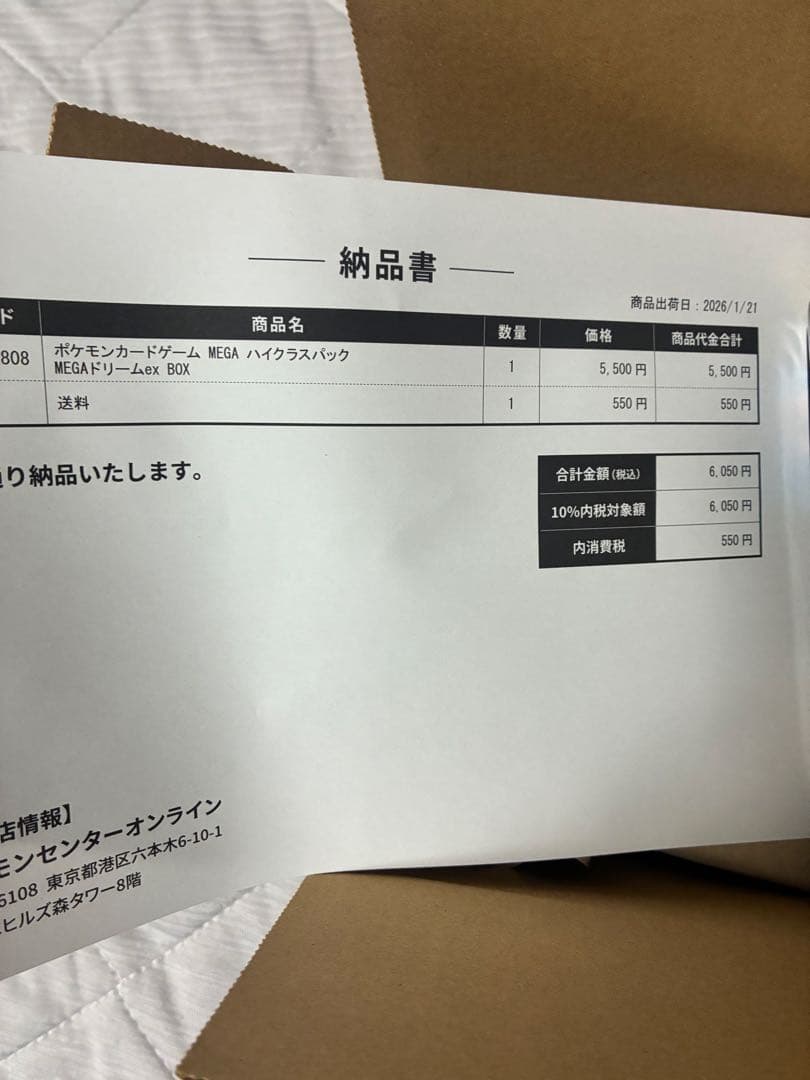 納品書
商品出荷日：2026/1/21
ド 商品名 数量 価格 商品代金合計
808 ポケモンカードゲーム MEGA ハイクラスパック
MEGAドリームex BOX 1 5,500 円 5,500 円
送料 1 550 円 550 円
り納品いたします。
合計金額(税込) 6,050 円
10%内税対象額 6,050 円
内消費税 550 円
店情報】
モンセンターオンライン
6108 東京都港区六本木6-10-1
ヒルズ森タワー8階